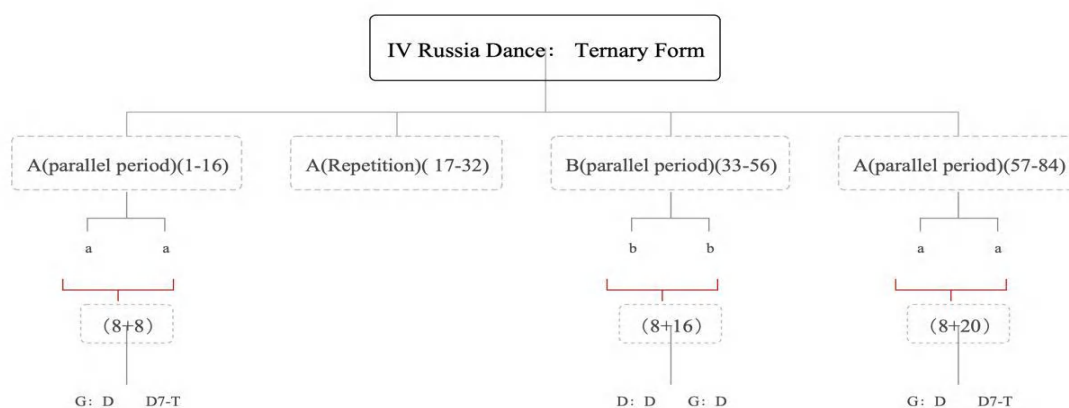 IV Russia Dance： Ternary Form
A(parallel period)(1-16)
A(Repetition)( 17-32)
B(parallel period)(33-56)
A(parallel period)(57-84)
a a
b b
a a
（8+8）
（8+16）
（8+20）
G：D D7-T
D：D G：D
G：D D7-T